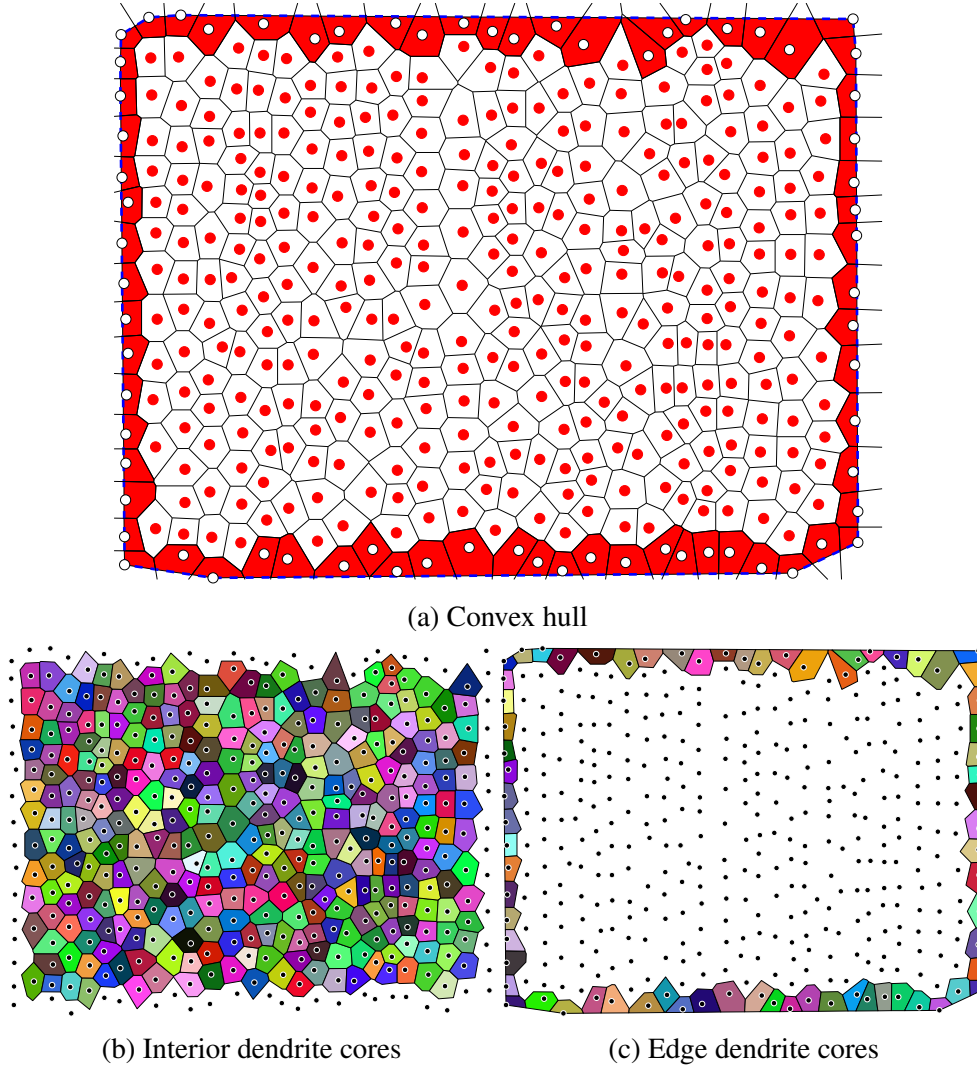 (a) Convex hull
(b) Interior dendrite cores
(c) Edge dendrite cores